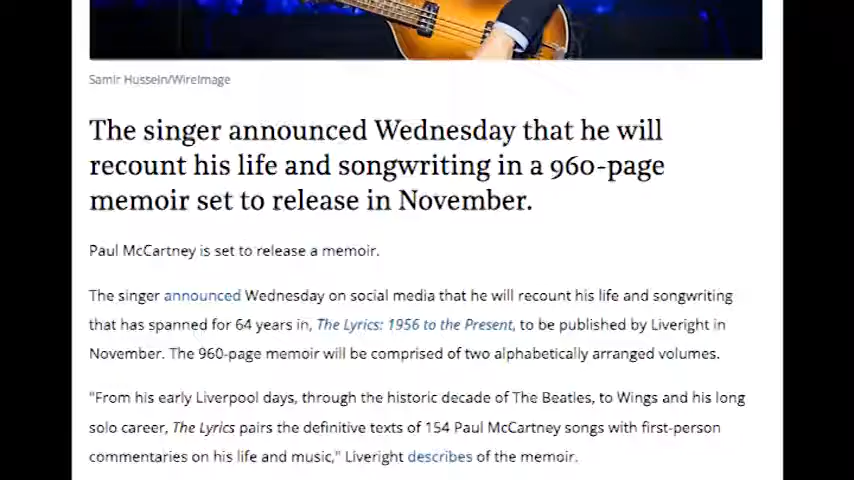 Samir Hussein/WireImage
The singer announced Wednesday that he will
recount his life and songwriting in a 960-page
memoir set to release in November.
Paul McCartney is set to release a memoir.
The singer announced Wednesday on social media that he will recount his life and songwriting
that has spanned for 64 years in, The Lyrics: 1956 to the Present, to be published by Liveright in
November. The 960-page memoir will be comprised of two alphabetically arranged volumes.
"From his early Liverpool days, through the historic decade of The Beatles, to Wings and his long
solo career, The Lyrics pairs the definitive texts of 154 Paul McCartney songs with first-person
commentaries on his life and music," Liveright describes of the memoir.